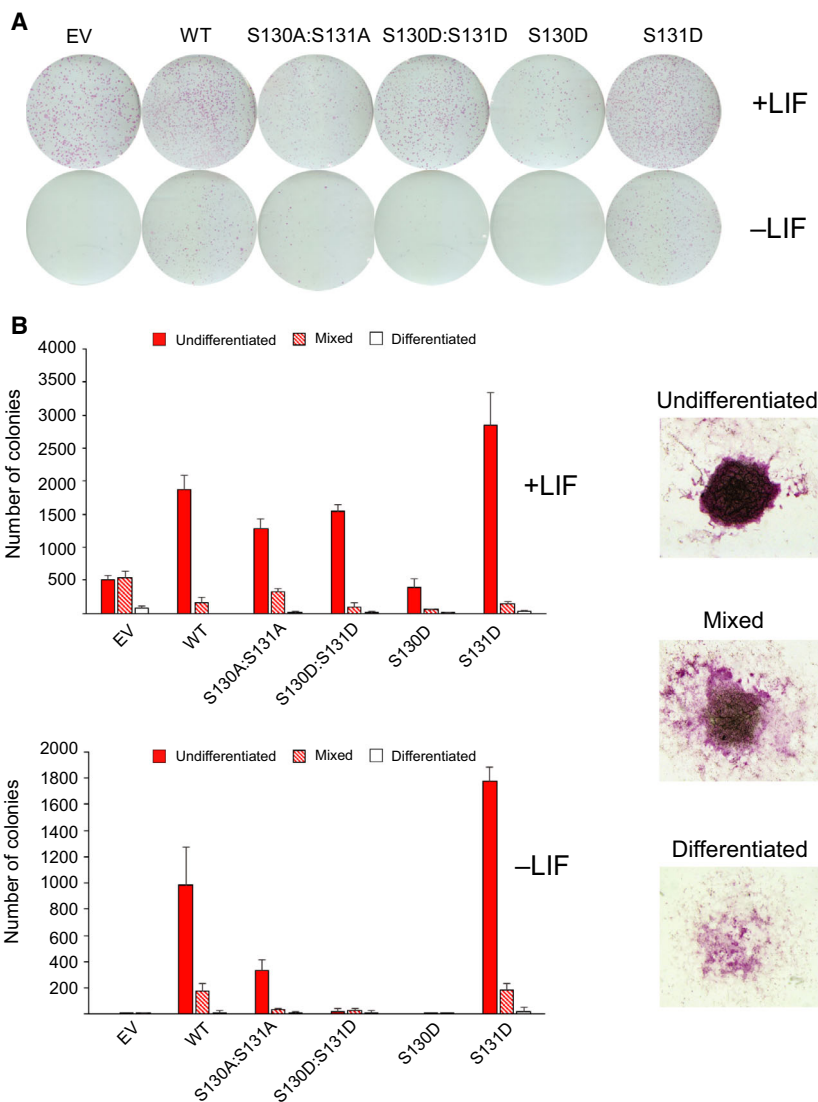 A
EV WT S130A:S131A S130D:S131D S130D S131D
+LIF
–LIF
B
Undifferentiated Mixed Differentiated
Number of colonies
4000
3500
3000
2500
2000
1500
1000
500
EV WT S130A:S131A S130D:S131D S130D S131D
+LIF
Undifferentiated Mixed Differentiated
Number of colonies
2000
1800
1600
1400
1200
1000
800
600
400
200
EV WT S130A:S131A S130D:S131D S130D S131D
–LIF
Undifferentiated
Mixed
Differentiated